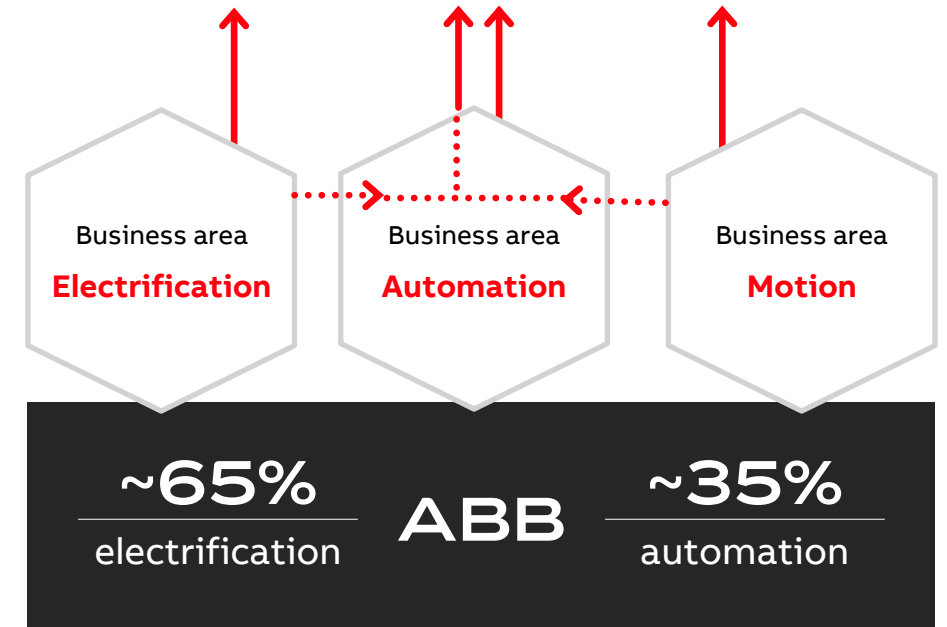 Business area
Electrification
Business area
Automation
Business area
Motion
~65%
electrification
ABB
~35%
automation